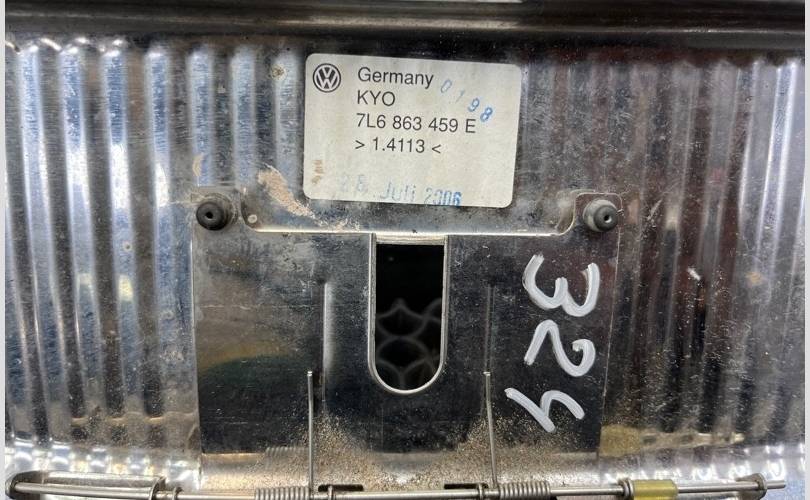 Germany 0198
KYO
7L6 863 459 E
> 1.4113 <
28. Juli 2006
324